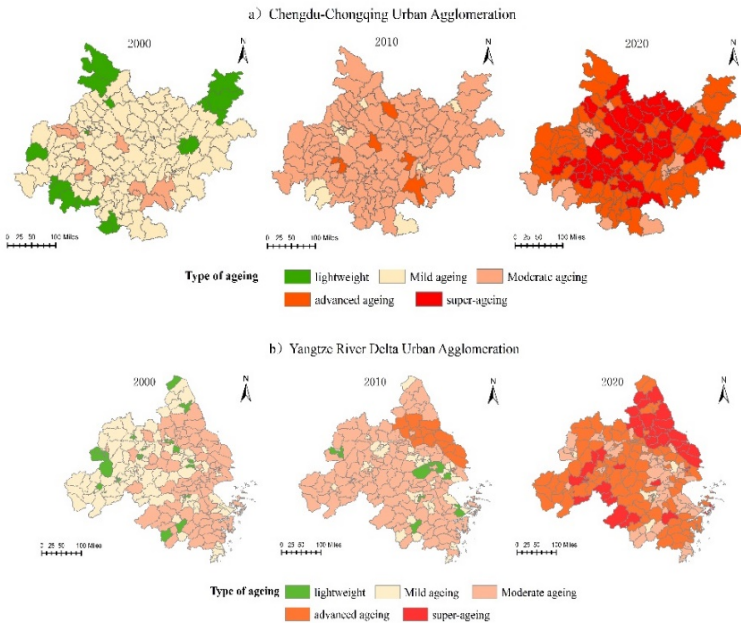 a) Chengdu-Chongqing Urban Agglomeration
2000 N 2010 N 2020 N
0 25 50 100 Miles 0 25 50 100 Miles 0 25 50 100 Miles
Type of ageing lightweight Mild ageing Moderate ageing
advanced ageing super-ageing
b) Yangtze River Delta Urban Agglomeration
2000 N 2010 N 2020 N
0 25 50 100 Miles 0 25 50 100 Miles 0 25 50 100 Miles
Type of ageing lightweight Mild ageing Moderate ageing
advanced ageing super-ageing